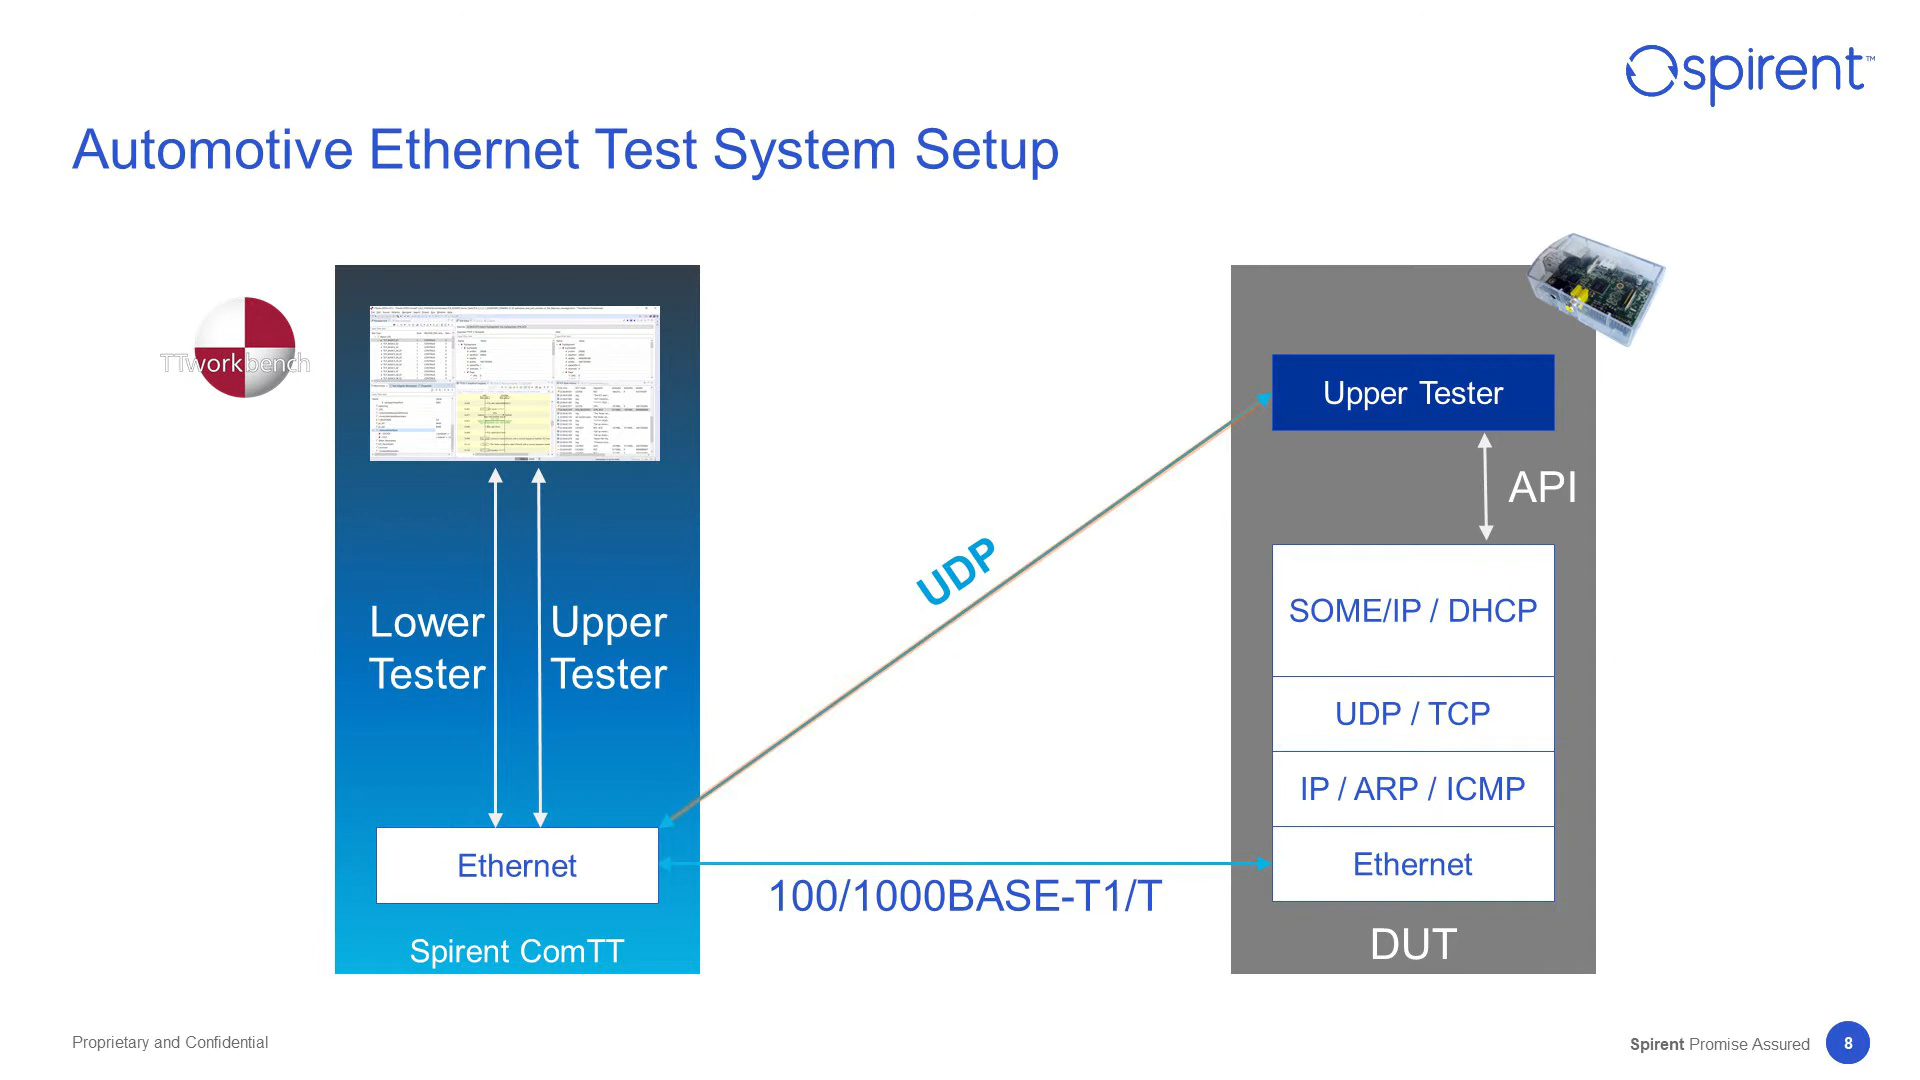 spirent™
Automotive Ethernet Test System Setup
TTworkbench
Upper Tester
API
UDP
Lower
Tester
Upper
Tester
SOME/IP / DHCP
UDP / TCP
IP / ARP / ICMP
Ethernet
Ethernet
100/1000BASE-T1/T
Spirent ComTT
DUT
Proprietary and Confidential
Spirent Promise Assured
8